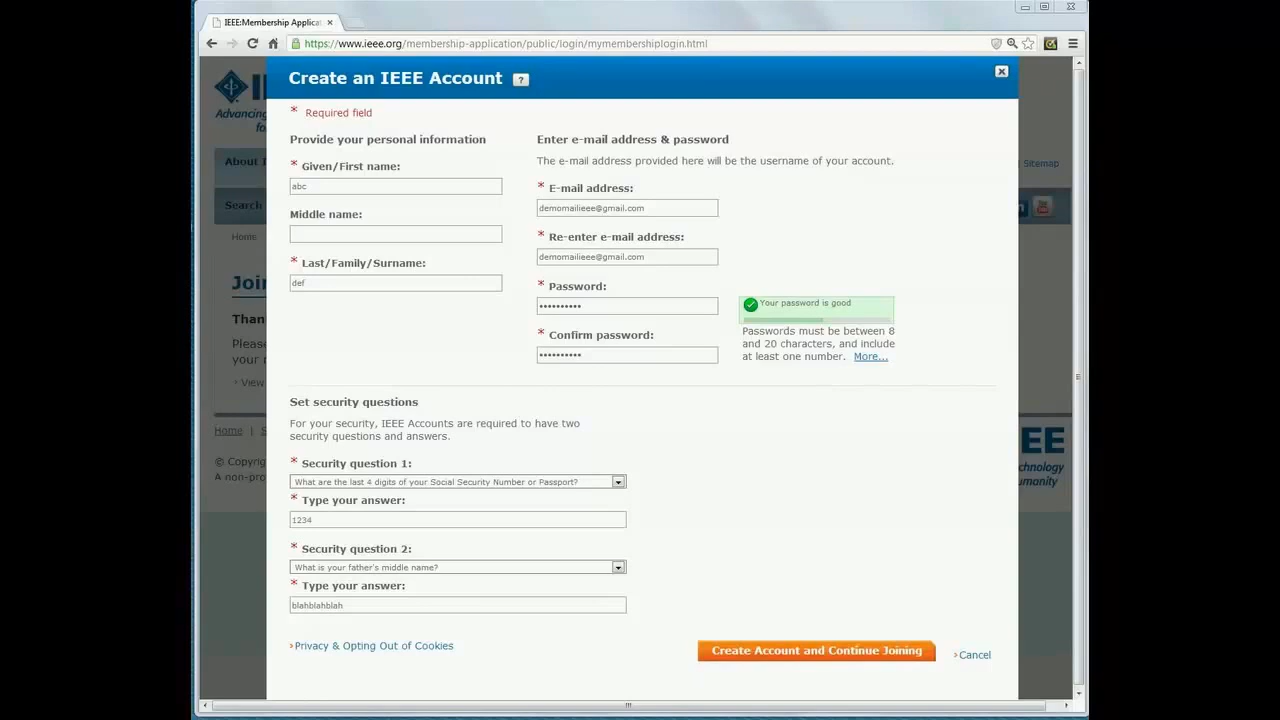 IEEE:Membership Applica
https://www.ieee.org/membership-application/public/login/mymembershiplogin.html
Create an IEEE Account ?
* Required field
Provide your personal information
* Given/First name:
abc
Middle name:
* Last/Family/Surname:
def
Enter e-mail address & password
The e-mail address provided here will be the username of your account.
* E-mail address:
demomailieee@gmail.com
* Re-enter e-mail address:
demomailieee@gmail.com
* Password:
••••••••••
Your password is good
* Confirm password:
••••••••••
Passwords must be between 8
and 20 characters, and include
at least one number. More...
Set security questions
For your security, IEEE Accounts are required to have two
security questions and answers.
* Security question 1:
What are the last 4 digits of your Social Security Number or Passport?
* Type your answer:
1234
* Security question 2:
What is your father's middle name?
* Type your answer:
blahblahblah
Privacy & Opting Out of Cookies
Create Account and Continue Joining
Cancel
Advancing
fo
About I
Sitemap
Search
Home
Join
Than
Pleas
your r
View
Home | S
© Copyrig
A non-pro
EE
hnology
umanity